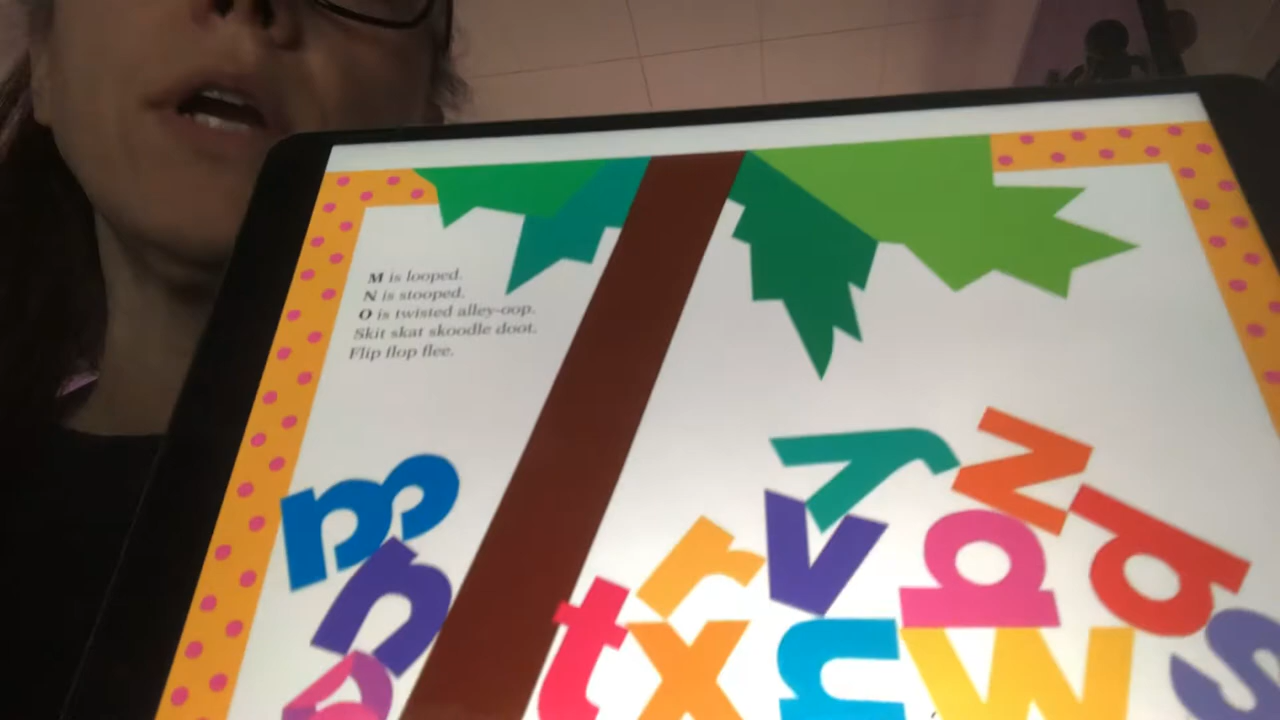 M is looped.
N is stooped.
O is twisted alley-oop.
Skit skat skoodle doot.
Flip flop flee.
m
n
y
z
r
v
p
d
t
x
u
w
s